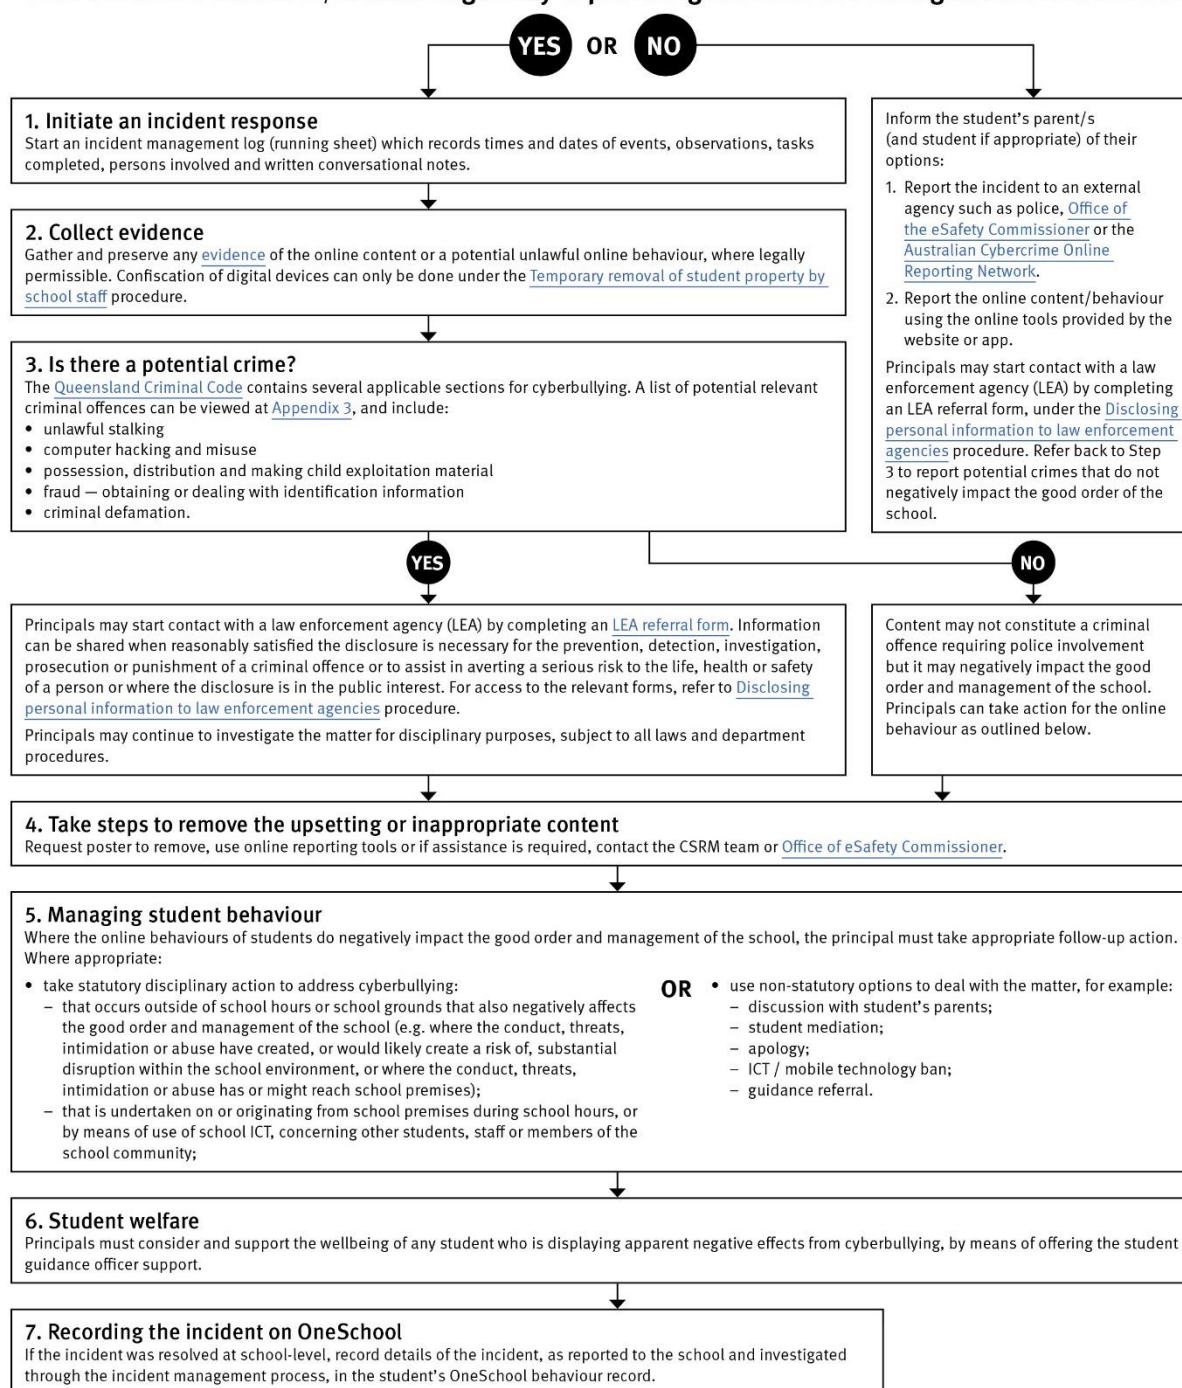 YES OR NO
1. Initiate an incident response
Start an incident management log (running sheet) which records times and dates of events, observations, tasks
completed, persons involved and written conversational notes.
2. Collect evidence
Gather and preserve any evidence of the online content or a potential unlawful online behaviour, where legally
permissible. Confiscation of digital devices can only be done under the Temporary removal of student property by
school staff procedure.
3. Is there a potential crime?
The Queensland Criminal Code contains several applicable sections for cyberbullying. A list of potential relevant
criminal offences can be viewed at Appendix 3, and include:
• unlawful stalking
• computer hacking and misuse
• possession, distribution and making child exploitation material
• fraud — obtaining or dealing with identification information
• criminal defamation.
Inform the student's parent/s
(and student if appropriate) of their
options:
1. Report the incident to an external
agency such as police, Office of
the eSafety Commissioner or the
Australian Cybercrime Online
Reporting Network.
2. Report the online content/behaviour
using the online tools provided by the
website or app.
Principals may start contact with a law
enforcement agency (LEA) by completing
an LEA referral form, under the Disclosing
personal information to law enforcement
agencies procedure. Refer back to Step
3 to report potential crimes that do not
negatively impact the good order of the
school.
YES
NO
Principals may start contact with a law enforcement agency (LEA) by completing an LEA referral form. Information
can be shared when reasonably satisfied the disclosure is necessary for the prevention, detection, investigation,
prosecution or punishment of a criminal offence or to assist in averting a serious risk to the life, health or safety
of a person or where the disclosure is in the public interest. For access to the relevant forms, refer to Disclosing
personal information to law enforcement agencies procedure.
Principals may continue to investigate the matter for disciplinary purposes, subject to all laws and department
procedures.
Content may not constitute a criminal
offence requiring police involvement
but it may negatively impact the good
order and management of the school.
Principals can take action for the online
behaviour as outlined below.
4. Take steps to remove the upsetting or inappropriate content
Request poster to remove, use online reporting tools or if assistance is required, contact the CSRM team or Office of eSafety Commissioner.
5. Managing student behaviour
Where the online behaviours of students do negatively impact the good order and management of the school, the principal must take appropriate follow-up action.
Where appropriate:
• take statutory disciplinary action to address cyberbullying:
– that occurs outside of school hours or school grounds that also negatively affects
the good order and management of the school (e.g. where the conduct, threats,
intimidation or abuse have created, or would likely create a risk of, substantial
disruption within the school environment, or where the conduct, threats,
intimidation or abuse has or might reach school premises);
– that is undertaken on or originating from school premises during school hours, or
by means of use of school ICT, concerning other students, staff or members of the
school community;
OR
• use non-statutory options to deal with the matter, for example:
– discussion with student's parents;
– student mediation;
– apology;
– ICT / mobile technology ban;
– guidance referral.
6. Student welfare
Principals must consider and support the wellbeing of any student who is displaying apparent negative effects from cyberbullying, by means of offering the student
guidance officer support.
7. Recording the incident on OneSchool
If the incident was resolved at school-level, record details of the incident, as reported to the school and investigated
through the incident management process, in the student's OneSchool behaviour record.